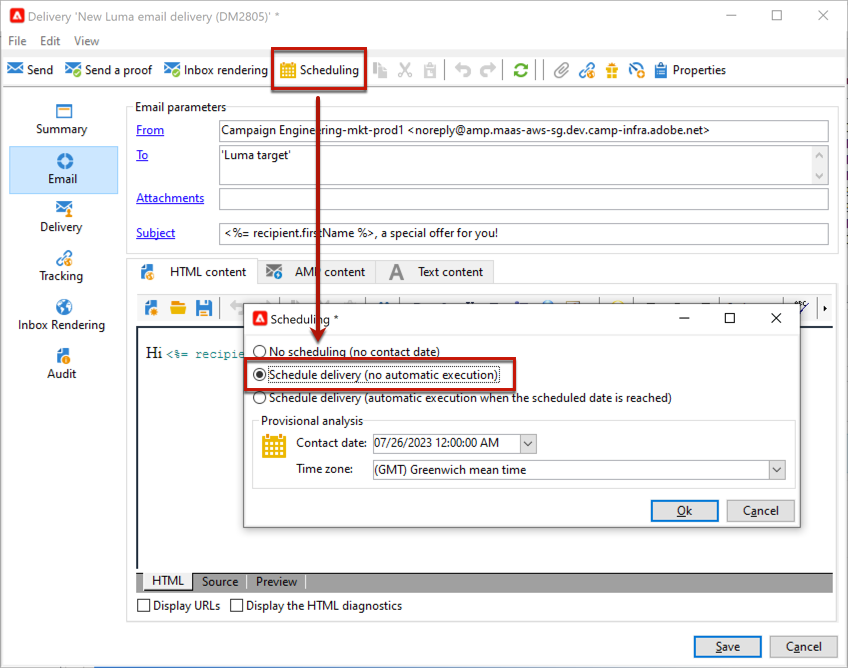 Delivery 'New Luma email delivery (DM2805)' *
File Edit View
Send Send a proof Inbox rendering Scheduling Properties
Summary
Email
Delivery
Tracking
Inbox Rendering
Audit
Email parameters
From Campaign Engineering-mkt-prod1 <noreply@amp.maas-aws-sg.dev.camp-infra.adobe.net>
To 'Luma target'
Attachments
Subject <%= recipient.firstName %>, a special offer for you!
HTML content AMP content Text content
Hi <%= recipie
Scheduling *
No scheduling (no contact date)
Schedule delivery (no automatic execution)
Schedule delivery (automatic execution when the scheduled date is reached)
Provisional analysis
Contact date: 07/26/2023 12:00:00 AM
Time zone: (GMT) Greenwich mean time
Ok Cancel
HTML Source Preview
Display URLs Display the HTML diagnostics
Save Cancel